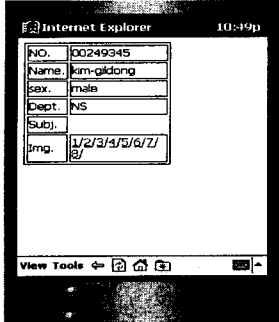 Internet Explorer 10:49p
NO. 00249345
Name. kim-gildong
sex. male
Dept. NS
Subj.
Img. 1/2/3/4/5/6/7/
8/
View Tools